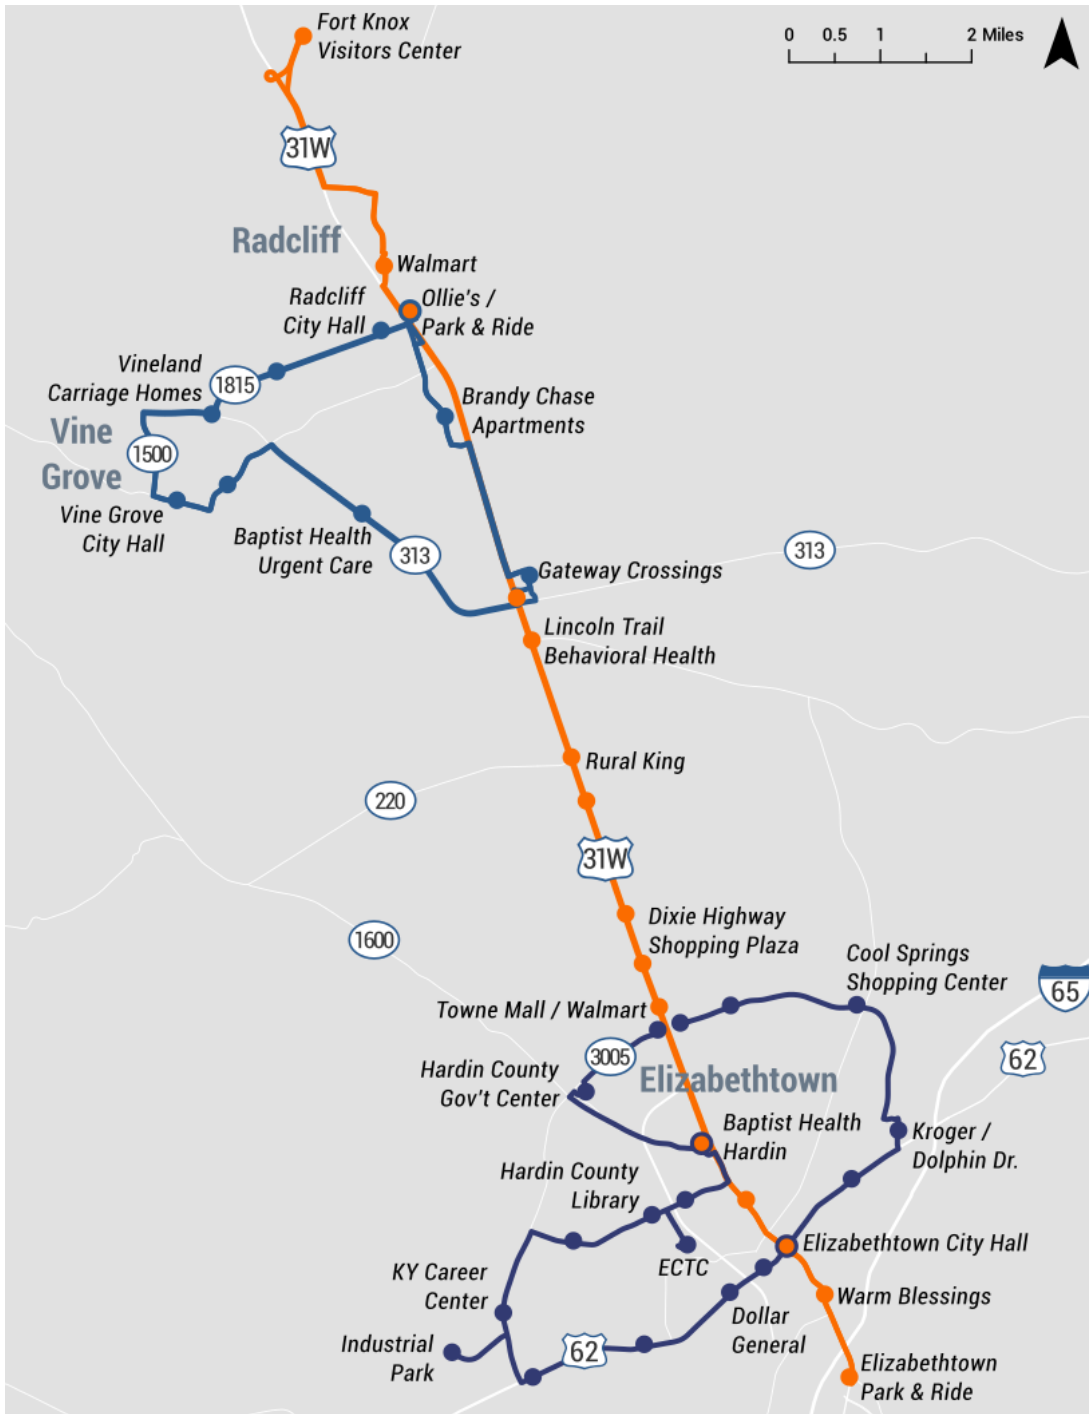 Fort Knox
Visitors Center
0 0.5 1 2 Miles
31W
Radcliff
Walmart
Radcliff
City Hall
Ollie's /
Park & Ride
Vineland
Carriage Homes
1815
Brandy Chase
Apartments
Vine
Grove
1500
Vine Grove
City Hall
Baptist Health
Urgent Care
313
313
Gateway Crossings
Lincoln Trail
Behavioral Health
Rural King
220
31W
Dixie Highway
Shopping Plaza
1600
Cool Springs
Shopping Center
65
Towne Mall / Walmart
3005
62
Hardin County
Gov't Center
Elizabethtown
Baptist Health
Hardin
Kroger /
Dolphin Dr.
Hardin County
Library
Elizabethtown City Hall
ECTC
KY Career
Center
Warm Blessings
Dollar
General
Industrial
Park
62
Elizabethtown
Park & Ride